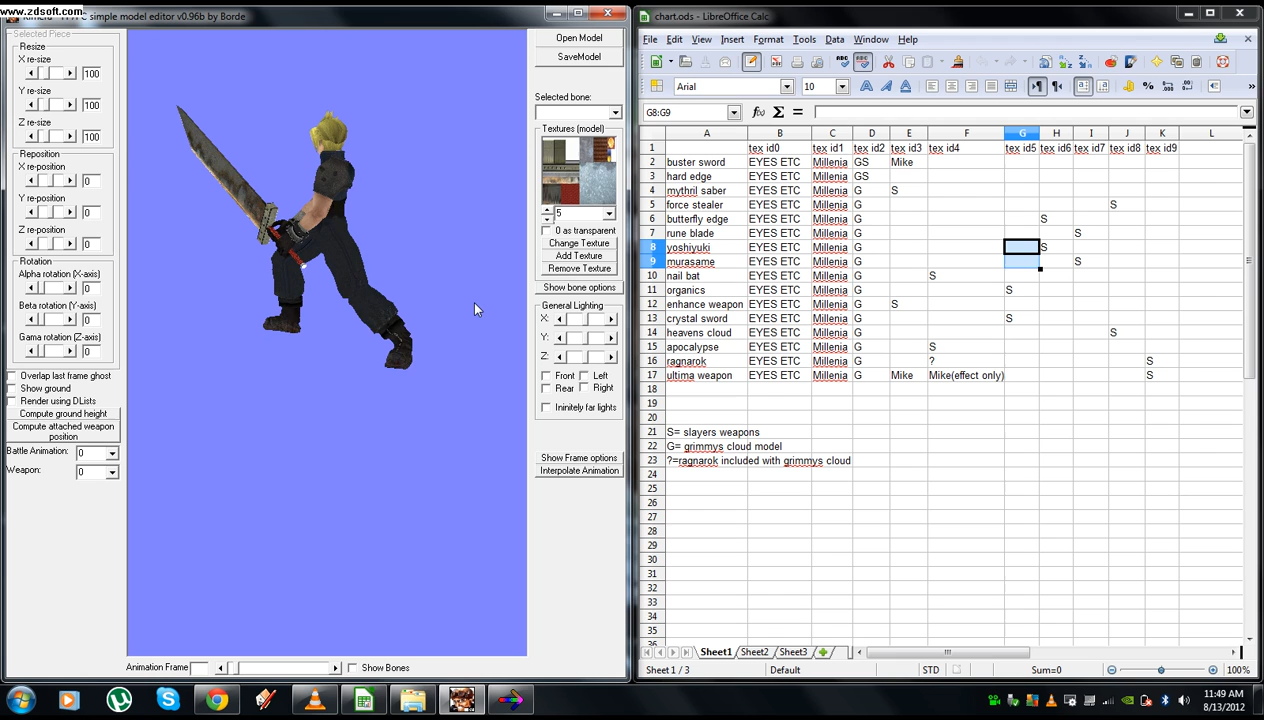 www.zdsoft.com
simple model editor v0.96b by Borde
Selected Piece
Resize
X re-size
100
Y re-size
100
Z re-size
100
Reposition
X re-position
0
Y re-position
0
Z re-position
0
Rotation
Alpha rotation (X-axis)
0
Beta rotation (Y-axis)
0
Gama rotation (Z-axis)
0
Overlap last frame ghost
Show ground
Render using DLists
Compute ground height
Compute attached weapon
position
Battle Animation: 0
Weapon: 0
Animation Frame
Show Bones
Open Model
SaveModel
Selected bone:
Textures (model)
5
0 as transparent
Change Texture
Add Texture
Remove Texture
Show bone options
General Lighting
X:
Y:
Z:
Front Left
Rear Right
Ininitely far lights
Show Frame options
Interpolate Animation
chart.ods - LibreOffice Calc
File Edit View Insert Format Tools Data Window Help
Arial 10
G8:G9
A B C D E F G H I J K L
1 tex id0 tex id1 tex id2 tex id3 tex id4 tex id5 tex id6 tex id7 tex id8 tex id9
2 buster sword EYES ETC Millenia GS Mike
3 hard edge EYES ETC Millenia GS
4 mythril saber EYES ETC Millenia G S
5 force stealer EYES ETC Millenia G S
6 butterfly edge EYES ETC Millenia G S
7 rune blade EYES ETC Millenia G S
8 yoshiyuki EYES ETC Millenia G S
9 murasame EYES ETC Millenia G S
10 nail bat EYES ETC Millenia G S
11 organics EYES ETC Millenia G S
12 enhance weapon EYES ETC Millenia G S
13 crystal sword EYES ETC Millenia G S
14 heavens cloud EYES ETC Millenia G S
15 apocalypse EYES ETC Millenia G S
16 ragnarok EYES ETC Millenia G ? S
17 ultima weapon EYES ETC Millenia G Mike Mike(effect only) S
18
19
20
21 S= slayers weapons
22 G= grimmys cloud model
23 ?=ragnarok included with grimmys cloud
24
25
26
27
28
29
30
31
32
33
34
35
Sheet1 Sheet2 Sheet3
Sheet 1 / 3 Default STD Sum=0 100%
11:49 AM
8/13/2012